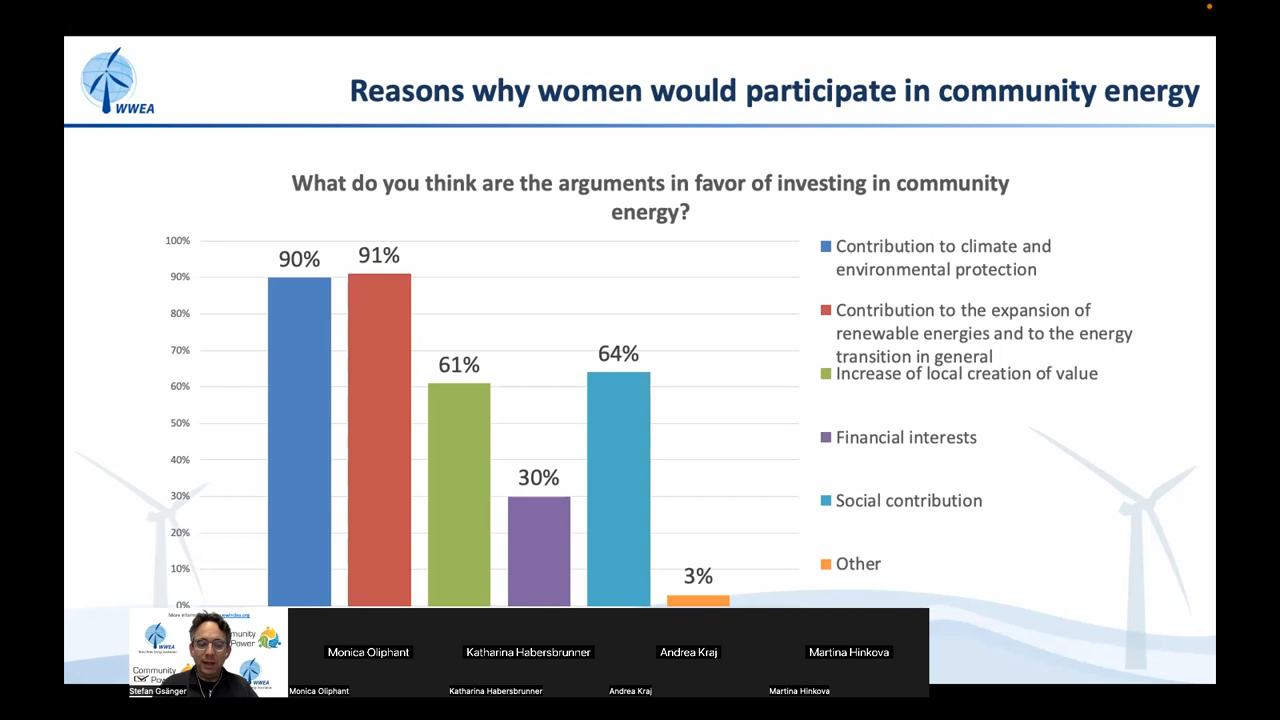 WWEA
Reasons why women would participate in community energy
What do you think are the arguments in favor of investing in community
energy?
100%
90%
80%
70%
60%
50%
40%
30%
20%
10%
0%
90%
91%
61%
30%
64%
3%
Contribution to climate and
environmental protection
Contribution to the expansion of
renewable energies and to the energy
transition in general
Increase of local creation of value
Financial interests
Social contribution
Other
WWEA
Community
Stefan Gsänger
Monica Oliphant
Katharina Habersbrunner
Andrea Kraj
Martina Hinkova
Monica Oliphant
Katharina Habersbrunner
Andrea Kraj
Martina Hinkova